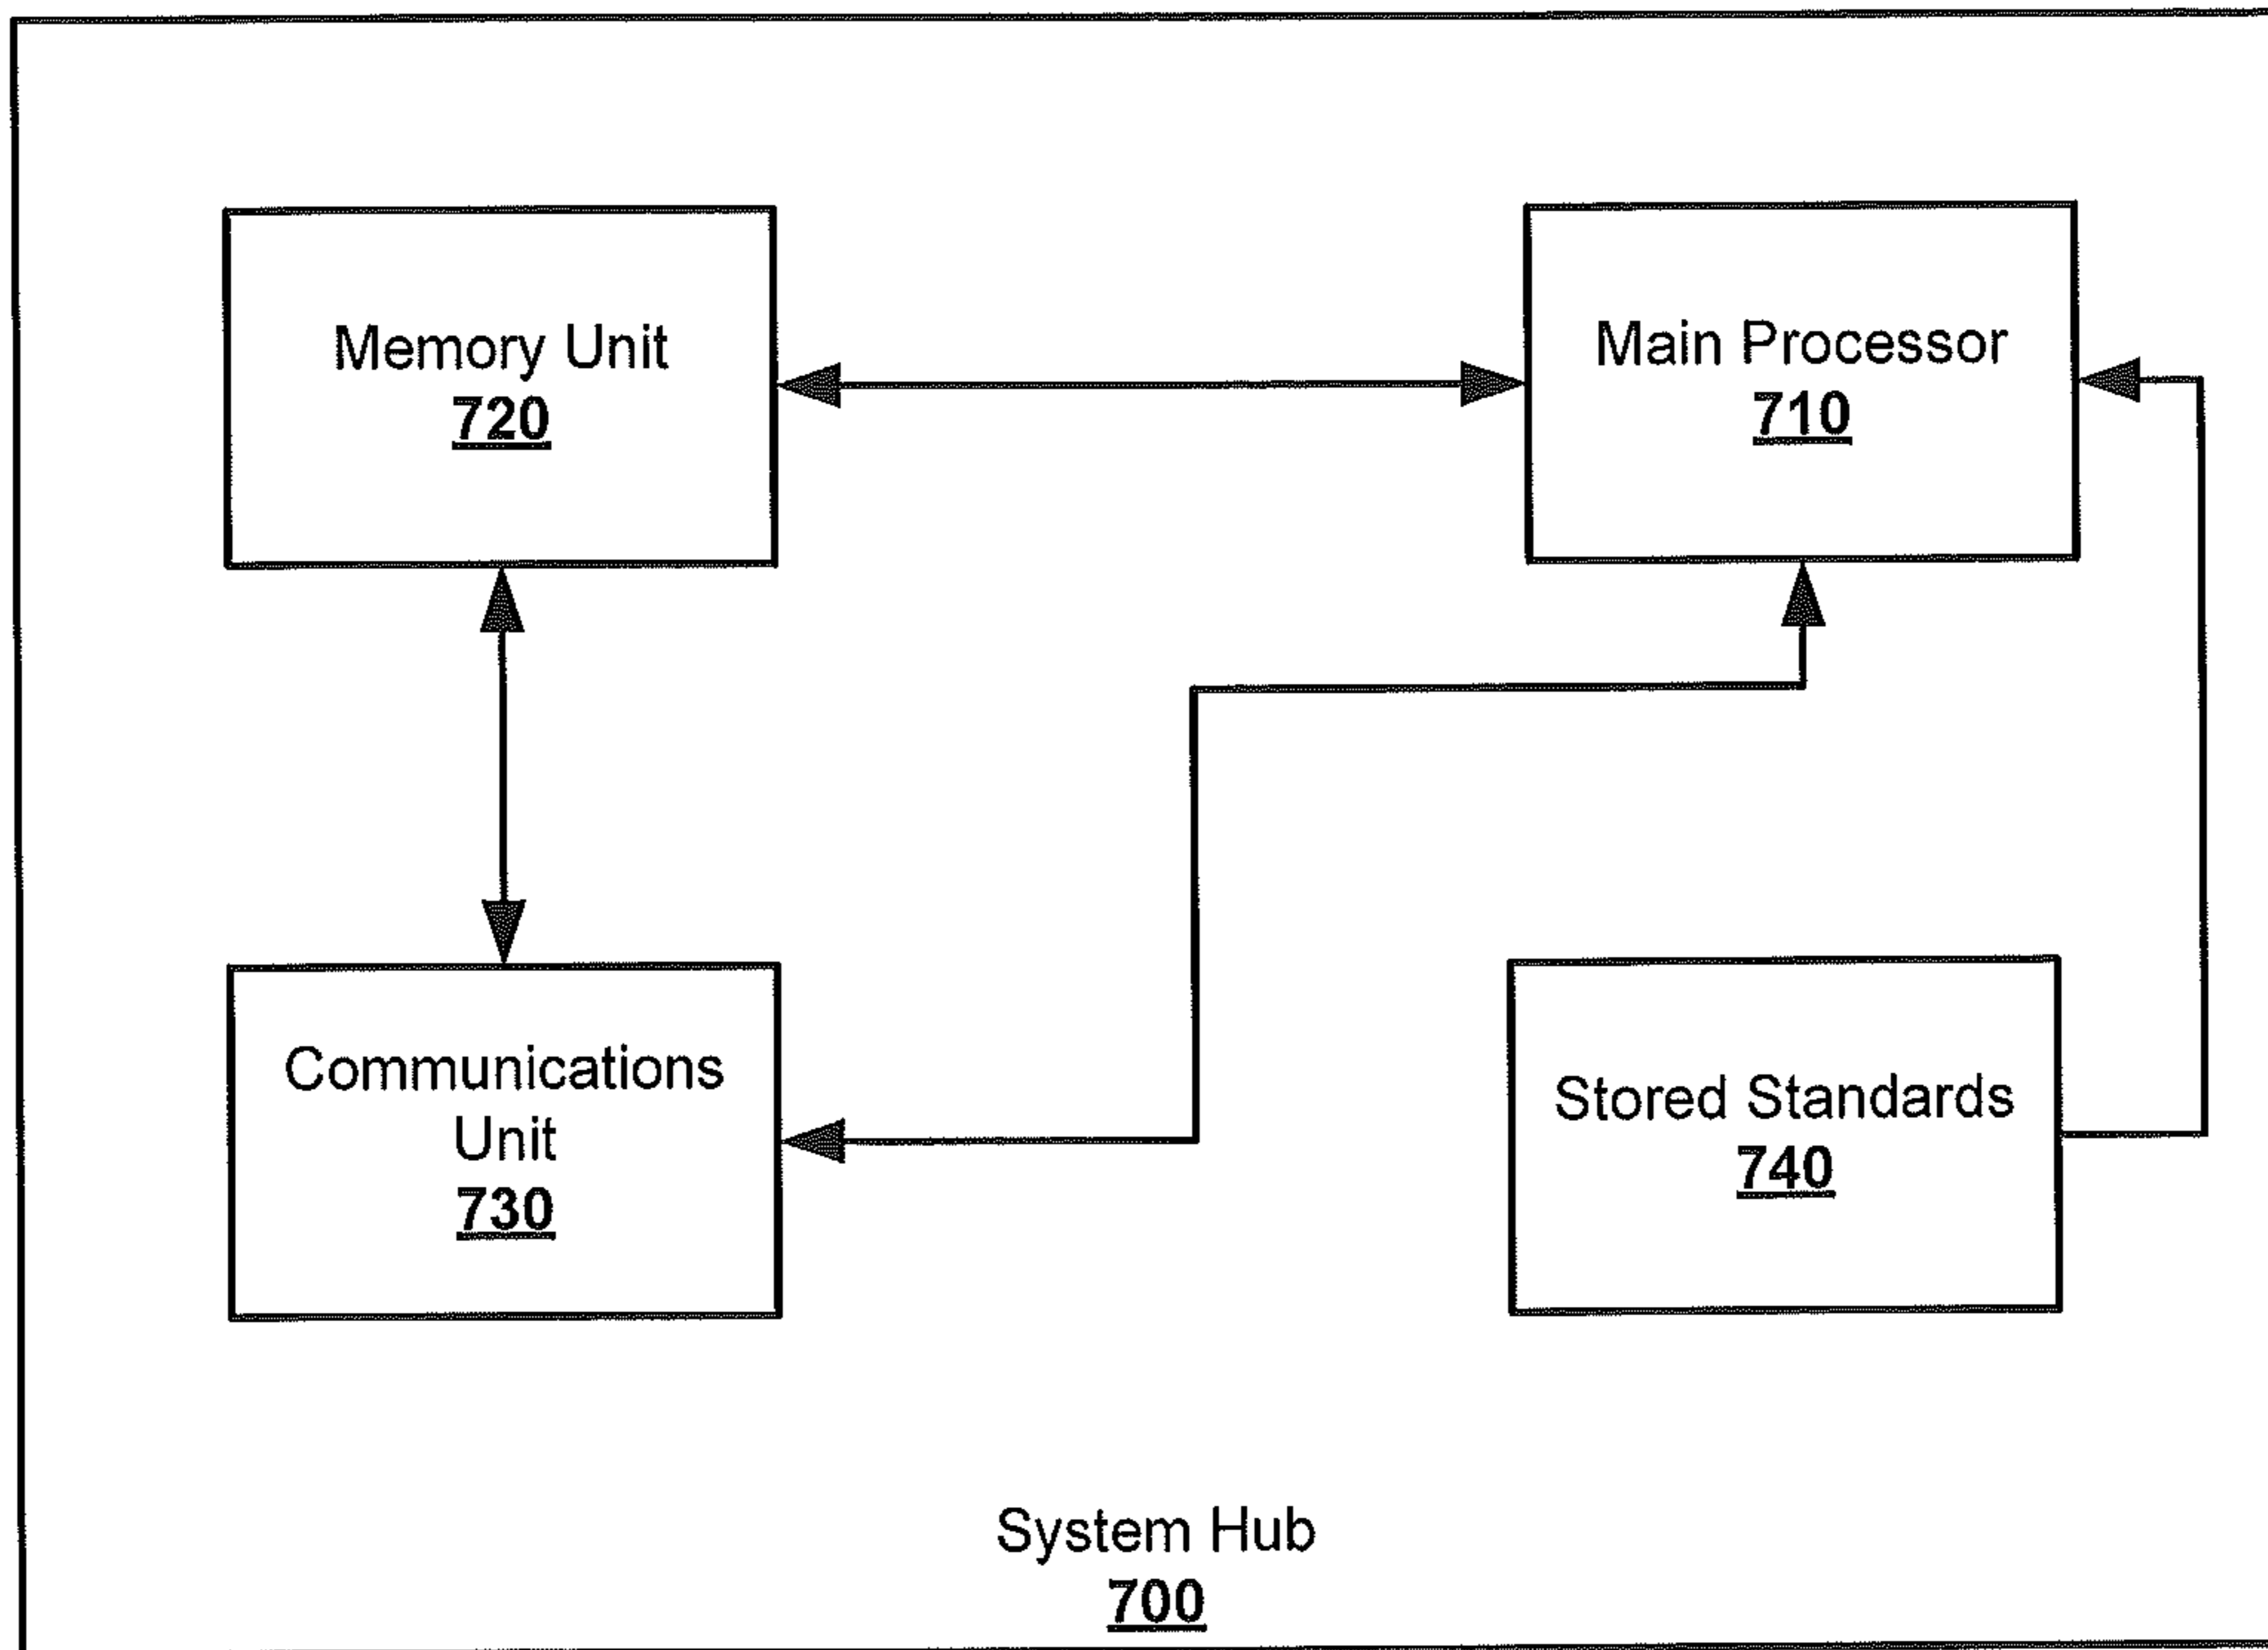 Memory Unit
720
Main Processor
710
Communications
Unit
730
Stored Standards
740
System Hub
700